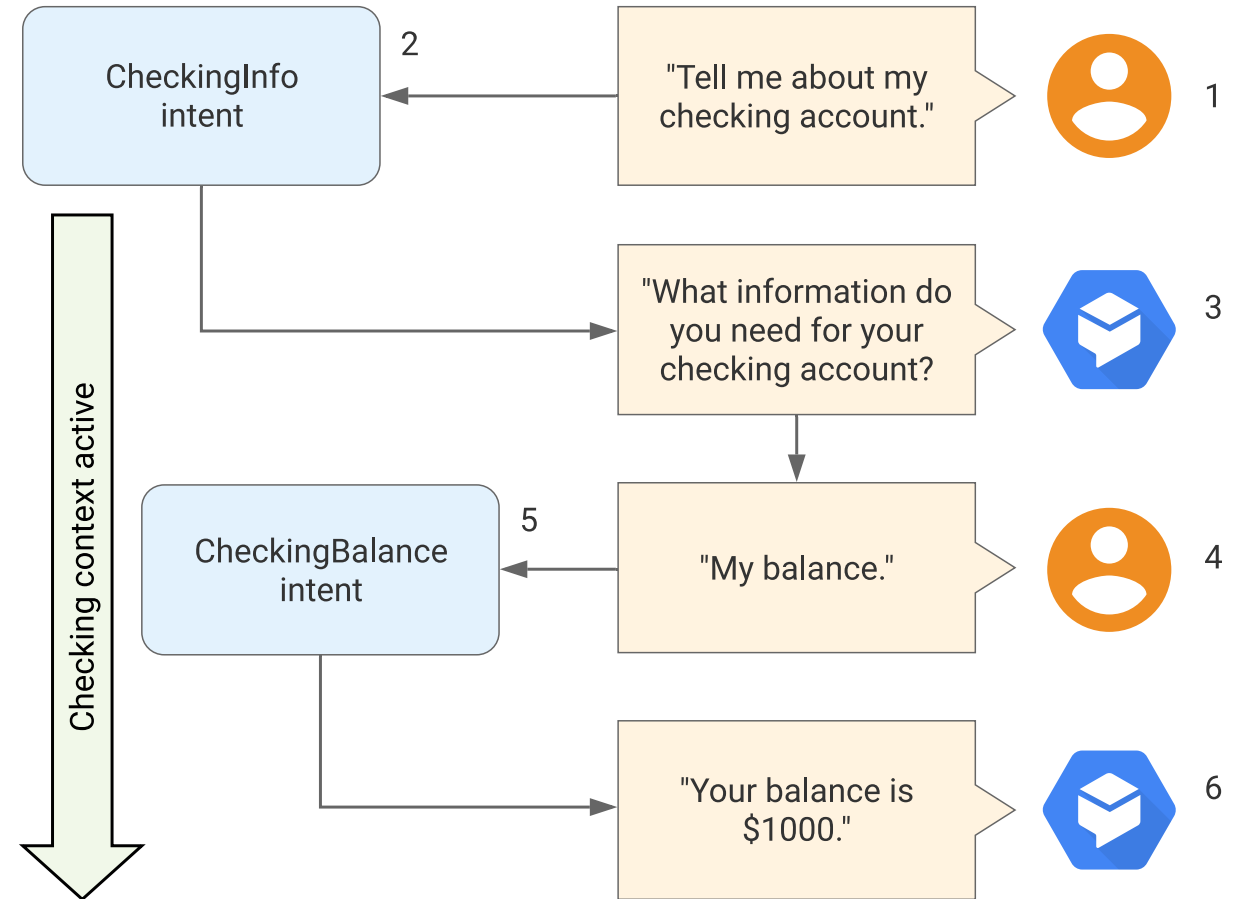 CheckingInfo
intent
2
"Tell me about my
checking account."
1
"What information do
you need for your
checking account?
3
Checking context active
CheckingBalance
intent
5
"My balance."
4
"Your balance is
$1000."
6